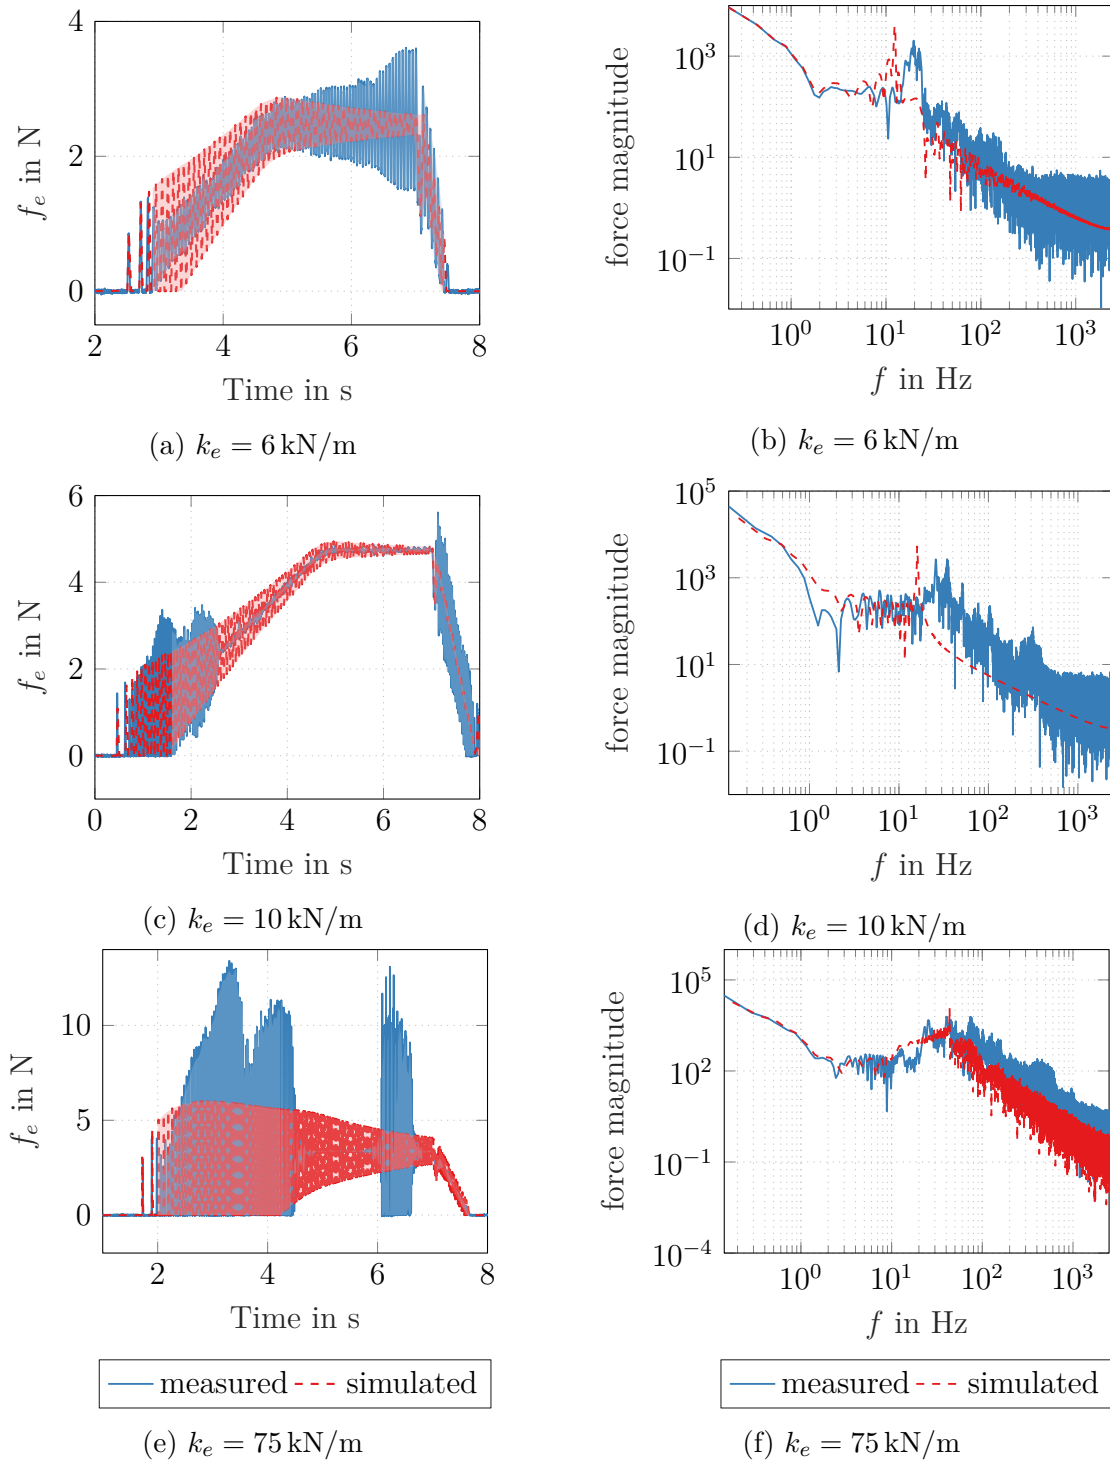 4
2
0
f_e in N
2 4 6 8
Time in s
(a) k_e = 6 kN/m
10^3
10^1
10^−1
force magnitude
10^0 10^1 10^2 10^3
f in Hz
(b) k_e = 6 kN/m
6
4
2
0
f_e in N
0 2 4 6 8
Time in s
(c) k_e = 10 kN/m
10^5
10^3
10^1
10^−1
force magnitude
10^0 10^1 10^2 10^3
f in Hz
(d) k_e = 10 kN/m
10
5
0
f_e in N
2 4 6 8
Time in s
measured simulated
(e) k_e = 75 kN/m
10^5
10^2
10^−1
10^−4
force magnitude
10^0 10^1 10^2 10^3
f in Hz
measured simulated
(f) k_e = 75 kN/m